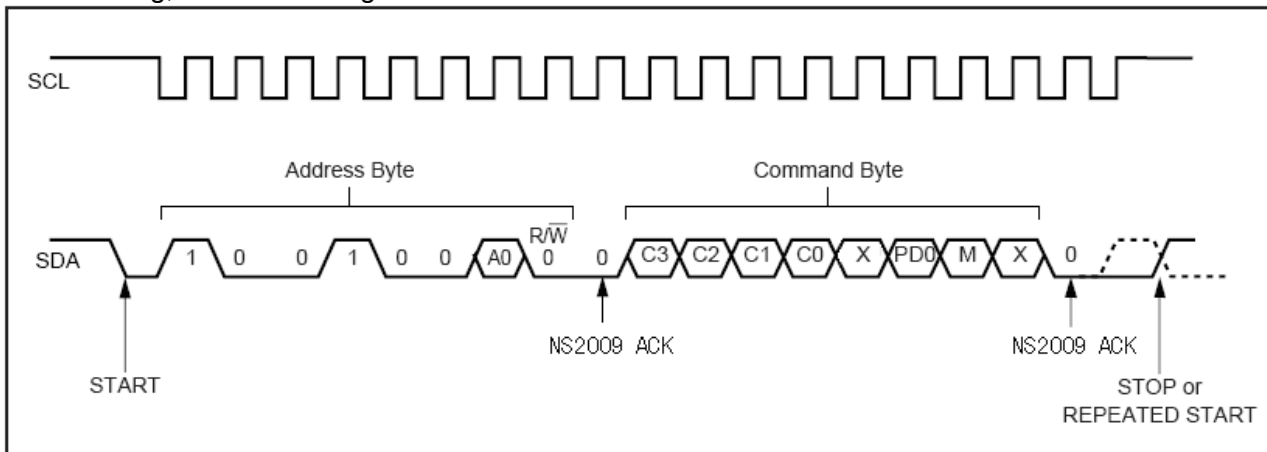 SCL
Address Byte
Command Byte
R/W
SDA
1 0 0 1 0 0 A0 0 0 C3 C2 C1 C0 X PD0 M X 0
NS2009 ACK
NS2009 ACK
START
STOP or
REPEATED START